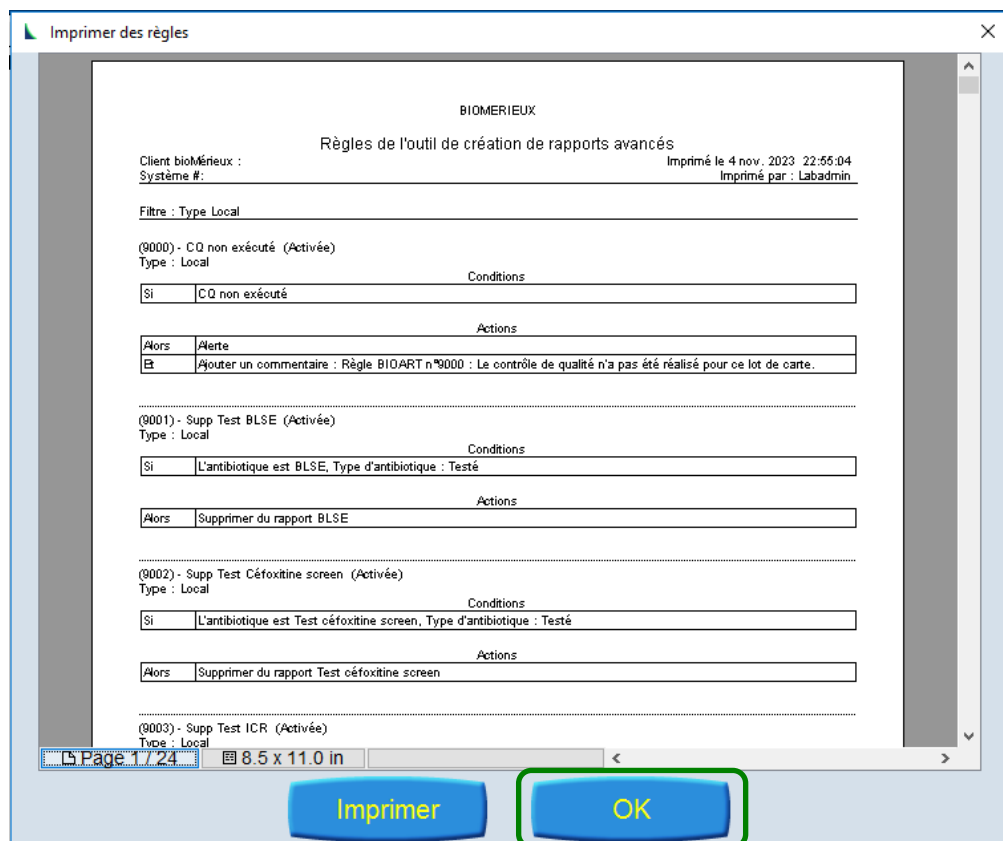 Imprimer des règles
BIOMERIEUX
Règles de l'outil de création de rapports avancés
Client bioMérieux : Imprimé le 4 nov. 2023 22:55:04
Système #: Imprimé par : Labadmin
Filtre : Type Local
(9000) - CQ non exécuté (Activée)
Type : Local
Conditions
Si CQ non exécuté
Actions
Alors Alerte
Et Ajouter un commentaire : Règle BIOART n°9000 : Le contrôle de qualité n'a pas été réalisé pour ce lot de carte.
(9001) - Supp Test BLSE (Activée)
Type : Local
Conditions
Si L'antibiotique est BLSE, Type d'antibiotique : Testé
Actions
Alors Supprimer du rapport BLSE
(9002) - Supp Test Céfoxitine screen (Activée)
Type : Local
Conditions
Si L'antibiotique est Test céfoxitine screen, Type d'antibiotique : Testé
Actions
Alors Supprimer du rapport Test céfoxitine screen
(9003) - Supp Test ICR (Activée)
Type : Local
Page 1 / 24 8.5 x 11.0 in
Imprimer OK